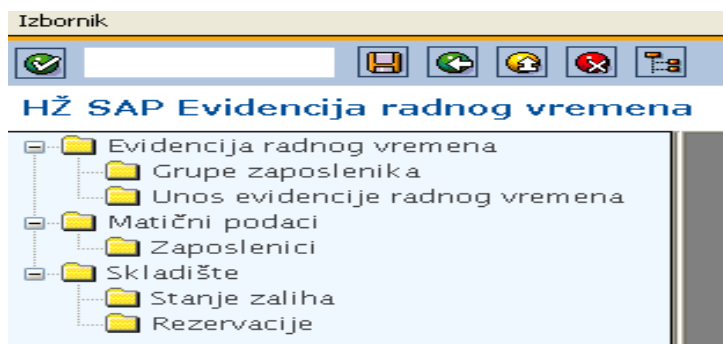 Izbornik
HŽ SAP Evidencija radnog vremena
Evidencija radnog vremena
Grupe zaposlenika
Unos evidencije radnog vremena
Matični podaci
Zaposlenici
Skladište
Stanje zaliha
Rezervacije